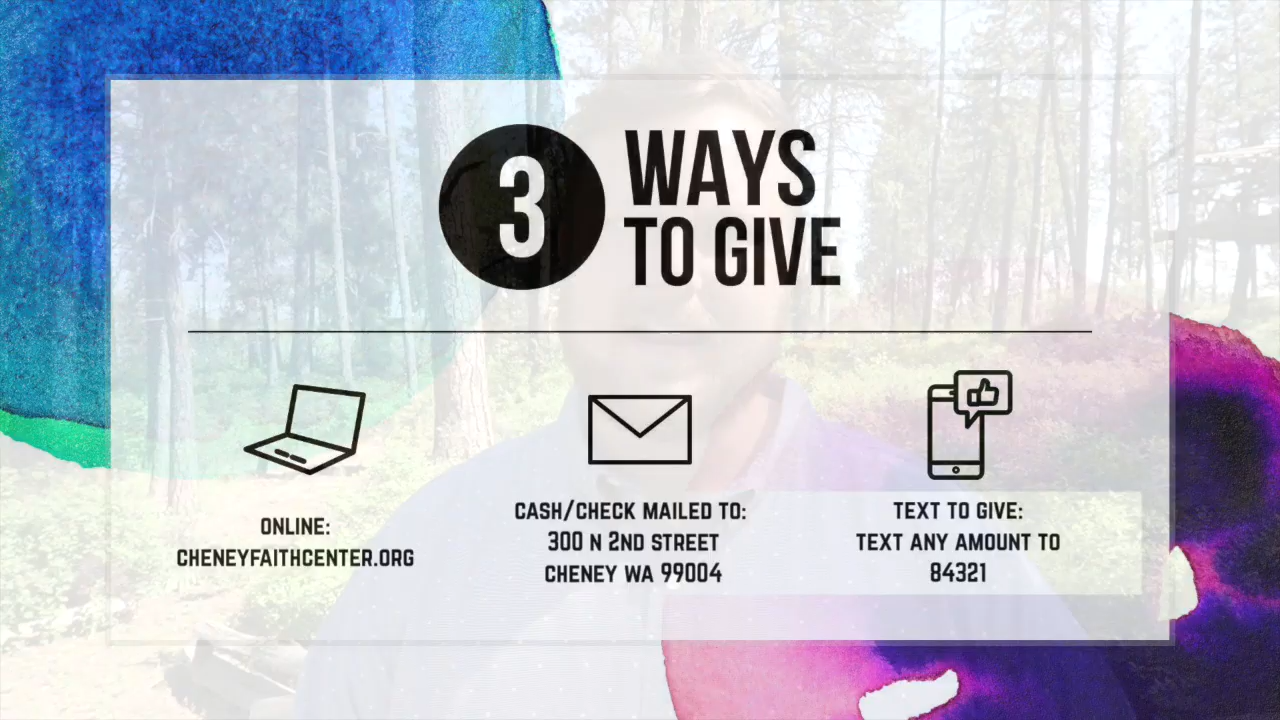 3
WAYS
TO GIVE
ONLINE:
CHENEYFAITHCENTER.ORG
CASH/CHECK MAILED TO:
300 N 2ND STREET
CHENEY WA 99004
TEXT TO GIVE:
TEXT ANY AMOUNT TO
84321